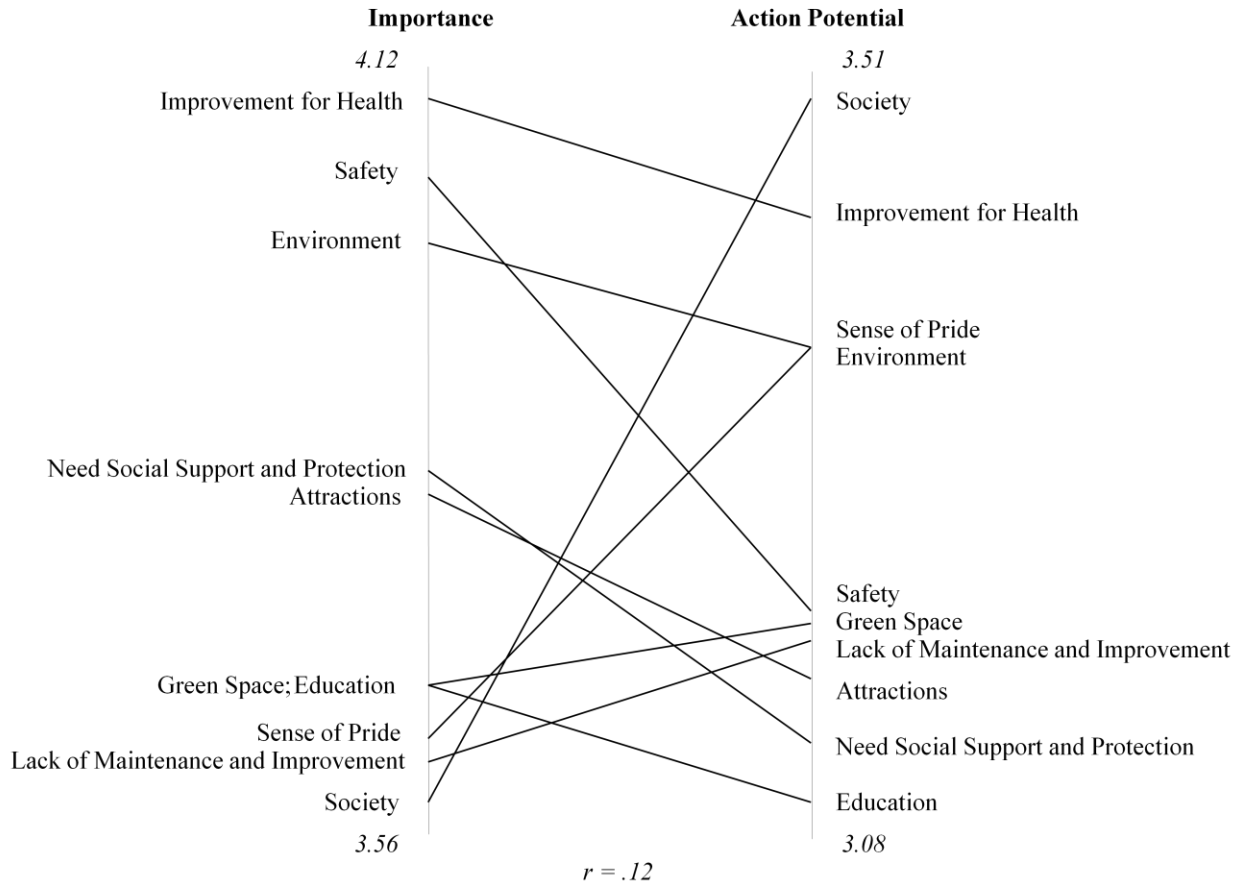 Importance
Action Potential
4.12
3.51
Improvement for Health
Society
Safety
Improvement for Health
Environment
Sense of Pride
Environment
Need Social Support and Protection
Attractions
Safety
Green Space
Lack of Maintenance and Improvement
Green Space; Education
Attractions
Sense of Pride
Need Social Support and Protection
Lack of Maintenance and Improvement
Society
Education
3.56
3.08
r = .12